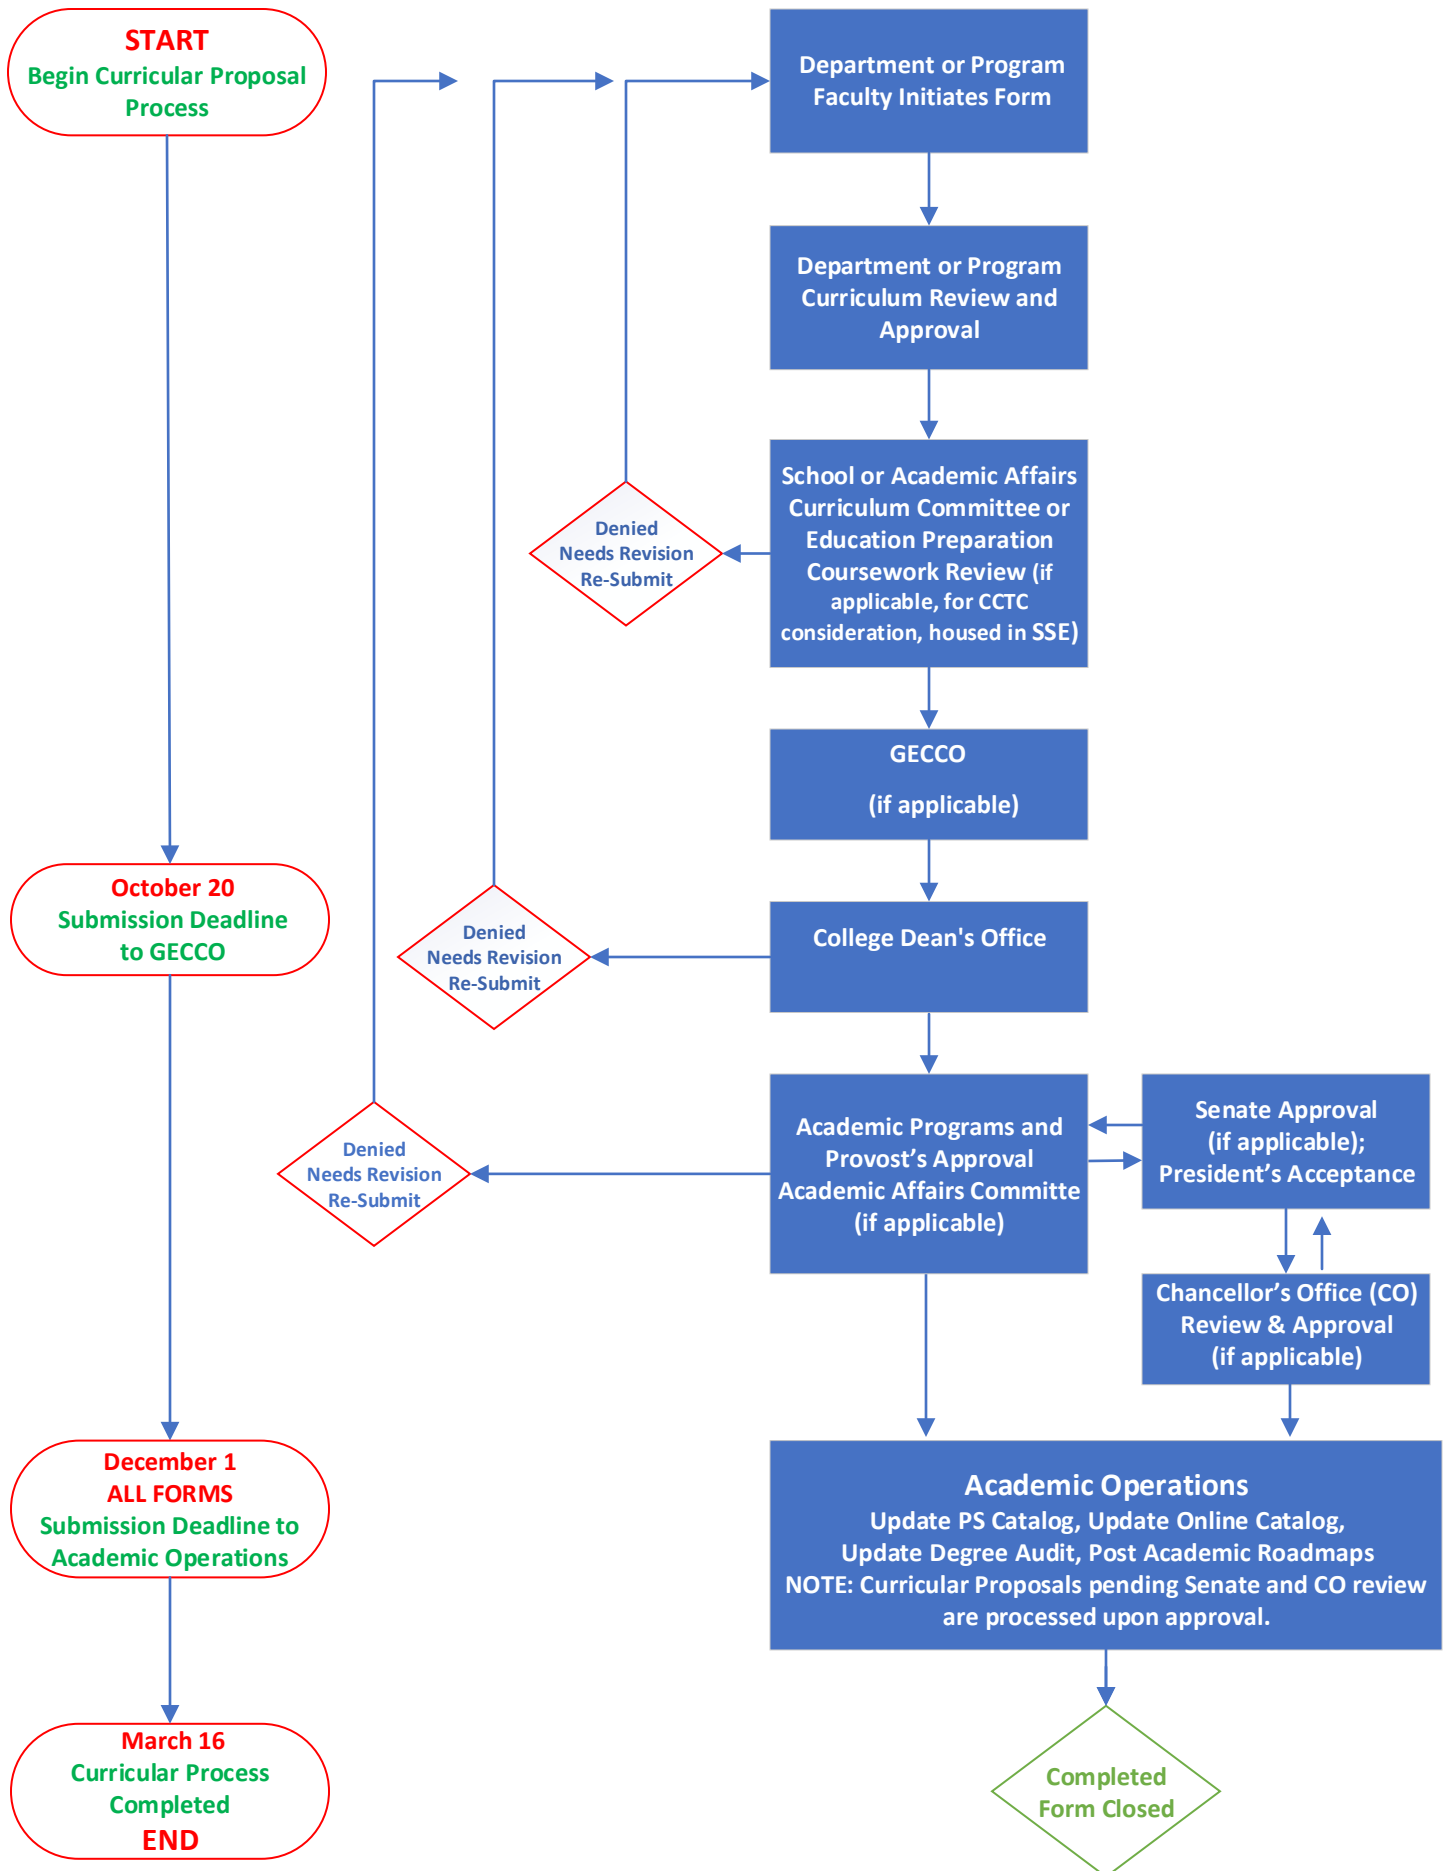 START
Begin Curricular Proposal
Process
October 20
Submission Deadline
to GECCO
December 1
ALL FORMS
Submission Deadline to
Academic Operations
March 16
Curricular Process
Completed
END
Department or Program
Faculty Initiates Form
Department or Program
Curriculum Review and
Approval
School or Academic Affairs
Curriculum Committee or
Education Preparation
Coursework Review (if
applicable, for CCTC
consideration, housed in SSE)
Denied
Needs Revision
Re-Submit
GECCO
(if applicable)
College Dean's Office
Denied
Needs Revision
Re-Submit
Academic Programs and
Provost’s Approval
Academic Affairs Committe
(if applicable)
Denied
Needs Revision
Re-Submit
Senate Approval
(if applicable);
President’s Acceptance
Chancellor’s Office (CO)
Review & Approval
(if applicable)
Academic Operations
Update PS Catalog, Update Online Catalog,
Update Degree Audit, Post Academic Roadmaps
NOTE: Curricular Proposals pending Senate and CO review
are processed upon approval.
Completed
Form Closed